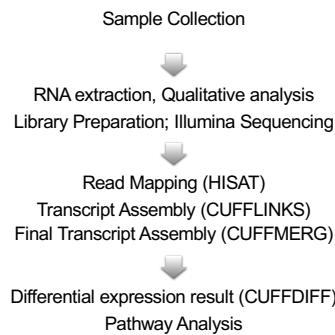 Sample Collection
RNA extraction, Qualitative analysis
Library Preparation; Illumina Sequencing
Read Mapping (HISAT)
Transcript Assembly (CUFFLINKS)
Final Transcript Assembly (CUFFMERG)
Differential expression result (CUFFDIFF)
Pathway Analysis